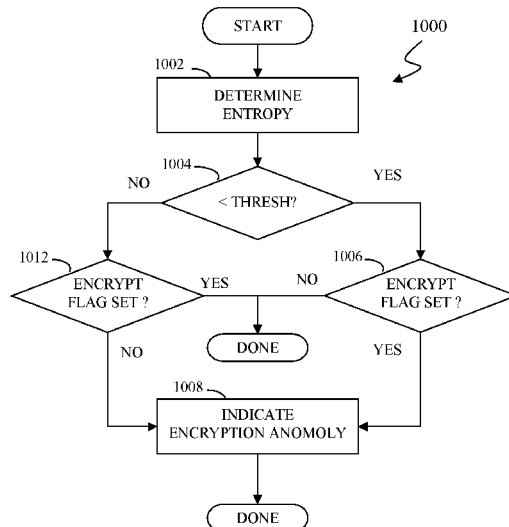 START
1000
1002
DETERMINE
ENTROPY
1004
NO
YES
< THRESH?
1012
ENCRYPT
FLAG SET ?
YES
NO
1006
ENCRYPT
FLAG SET ?
DONE
NO
YES
1008
INDICATE
ENCRYPTION ANOMOLY
DONE